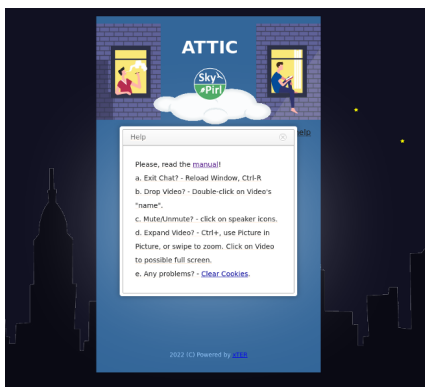 ATTIC
Sky
Pirl
help
Help
Please, read the manual!
a. Exit Chat? - Reload Window, Ctrl-R
b. Drop Video? - Double-click on Video's
"name".
c. Mute/Unmute? - click on speaker icons.
d. Expand Video? - Ctrl+, use Picture in
Picture, or swipe to zoom. Click on Video
to possible full screen.
e. Any problems? - Clear Cookies.
2022 (C) Powered by xTER